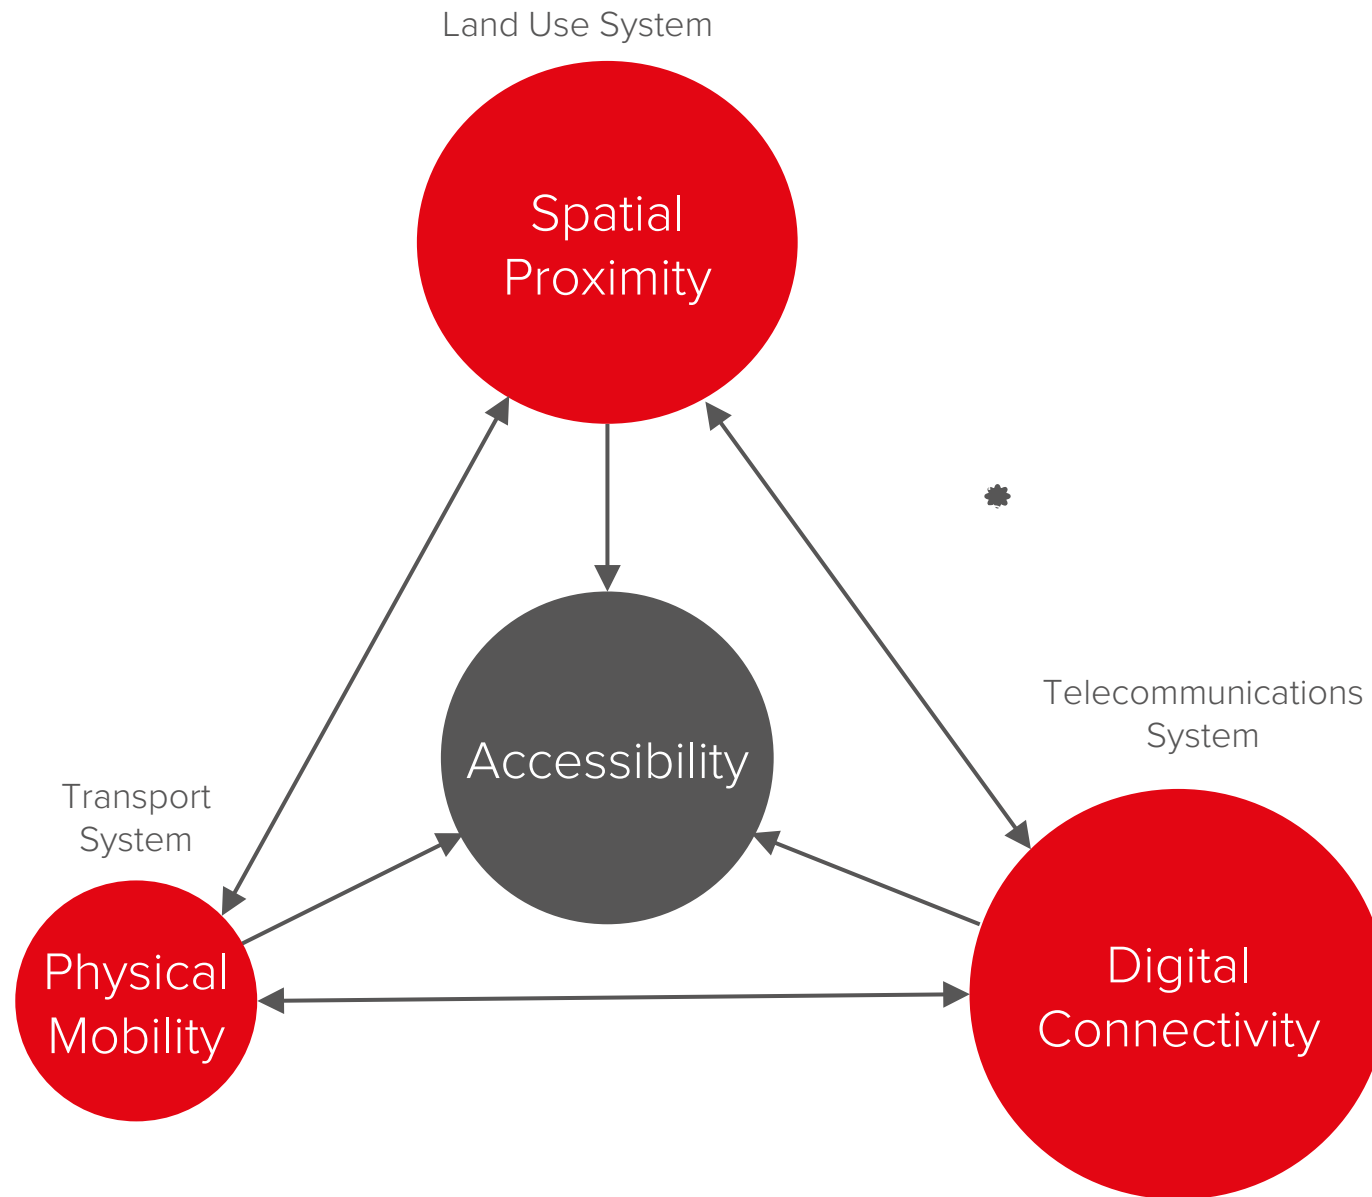 Land Use System
Spatial
Proximity
Telecommunications
System
Accessibility
Transport
System
Physical
Mobility
Digital
Connectivity